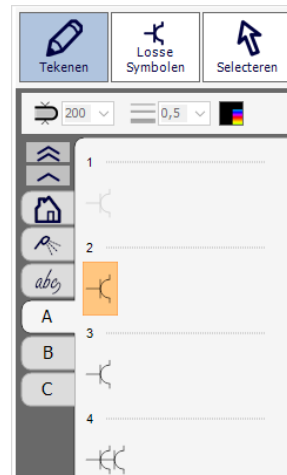 Tekenen
Losse
Symbolen
Selecteren
200
0,5
1
abc
2
A
3
B
C
4